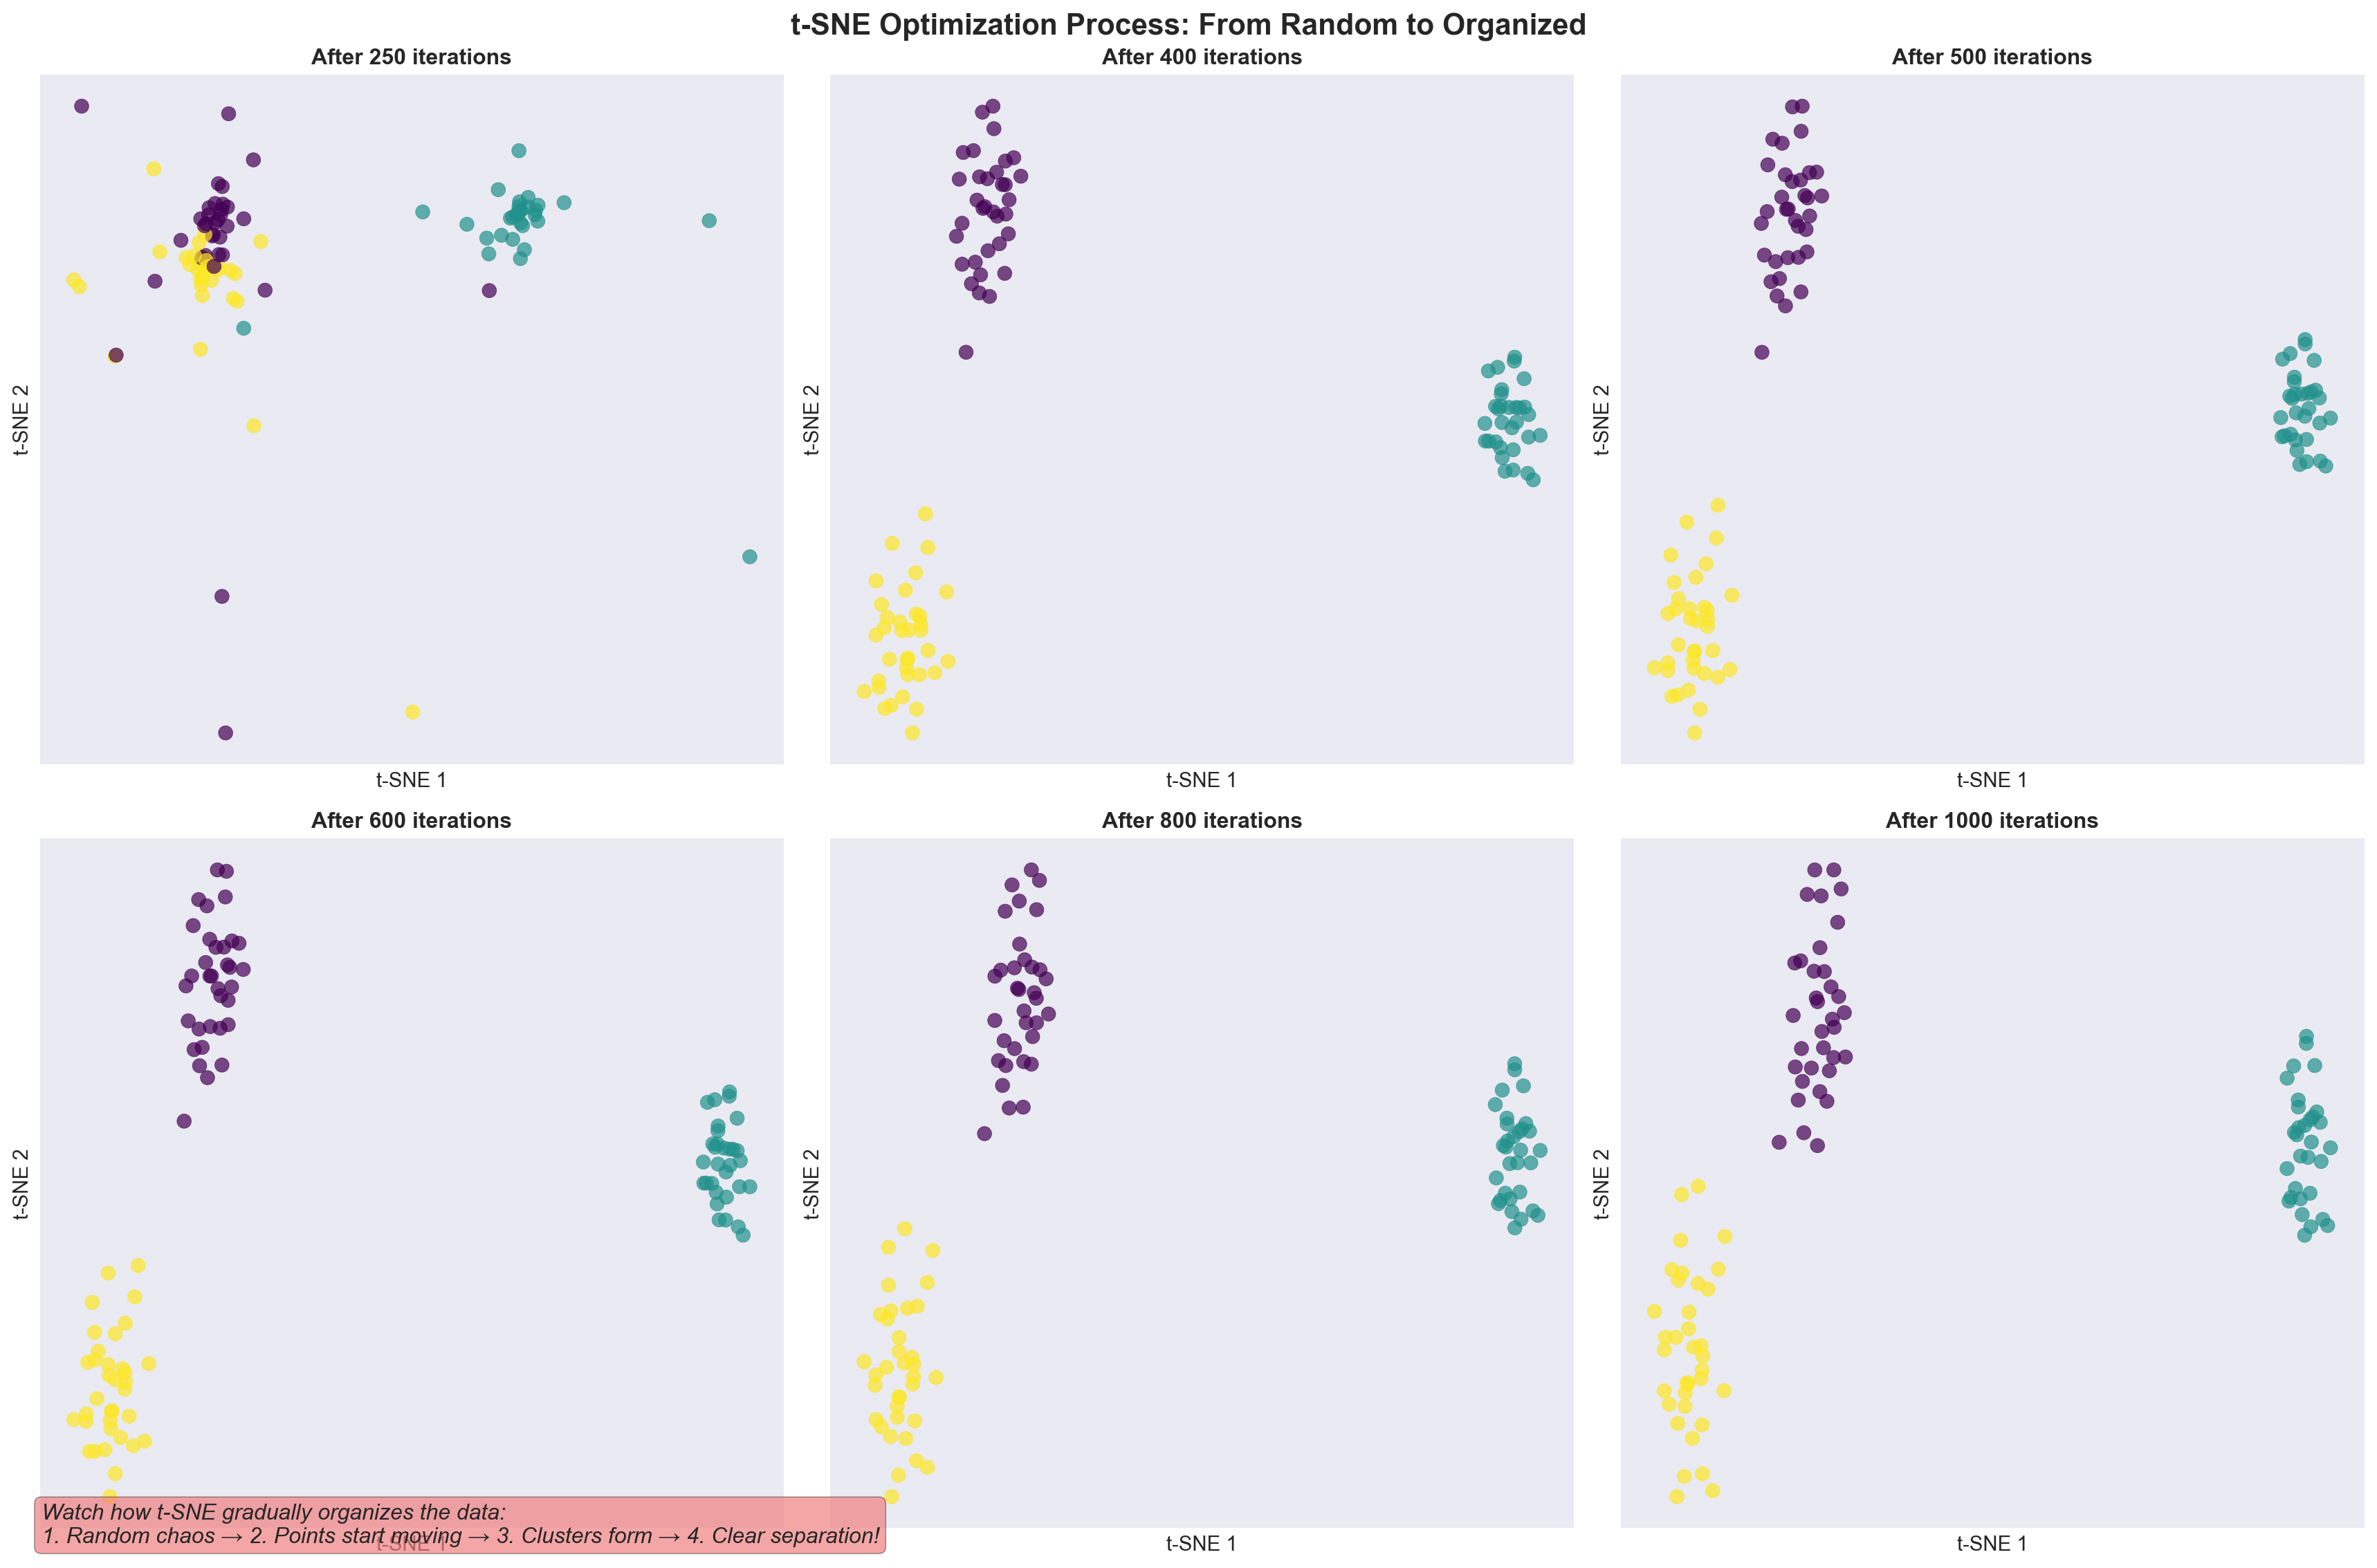 t-SNE Optimization Process: From Random to Organized
After 250 iterations
After 400 iterations
After 500 iterations
t-SNE 2
t-SNE 2
t-SNE 2
t-SNE 1
t-SNE 1
t-SNE 1
After 600 iterations
After 800 iterations
After 1000 iterations
t-SNE 2
t-SNE 2
t-SNE 2
Watch how t-SNE gradually organizes the data:
1. Random chaos → 2. Points start moving → 3. Clusters form → 4. Clear separation!
t-SNE 1
t-SNE 1
t-SNE 1